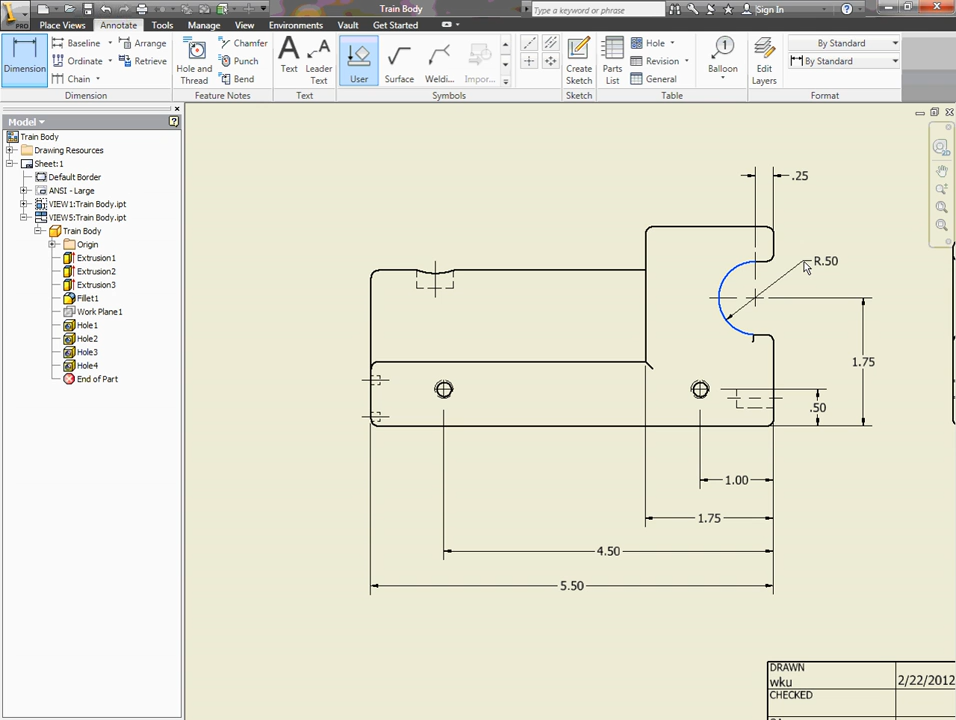 Train Body
Type a keyword or phrase
Sign In
PRO
Place Views
Annotate
Tools
Manage
View
Environments
Vault
Get Started
Dimension
Baseline
Ordinate
Chain
Arrange
Retrieve
Dimension
Hole and
Thread
Chamfer
Punch
Bend
Feature Notes
Text
Leader
Text
Text
User
Surface
Weldi...
Impor...
Symbols
Create
Sketch
Sketch
Parts
List
Hole
Revision
General
Table
Balloon
1
Edit
Layers
By Standard
By Standard
Format
Model
Train Body
Drawing Resources
Sheet:1
Default Border
ANSI - Large
VIEW1:Train Body.ipt
VIEW5:Train Body.ipt
Train Body
Origin
Extrusion1
Extrusion2
Extrusion3
Fillet1
Work Plane1
Hole1
Hole2
Hole3
Hole4
End of Part
.25
R.50
1.75
.50
1.00
1.75
4.50
5.50
DRAWN
wku
2/22/2012
CHECKED